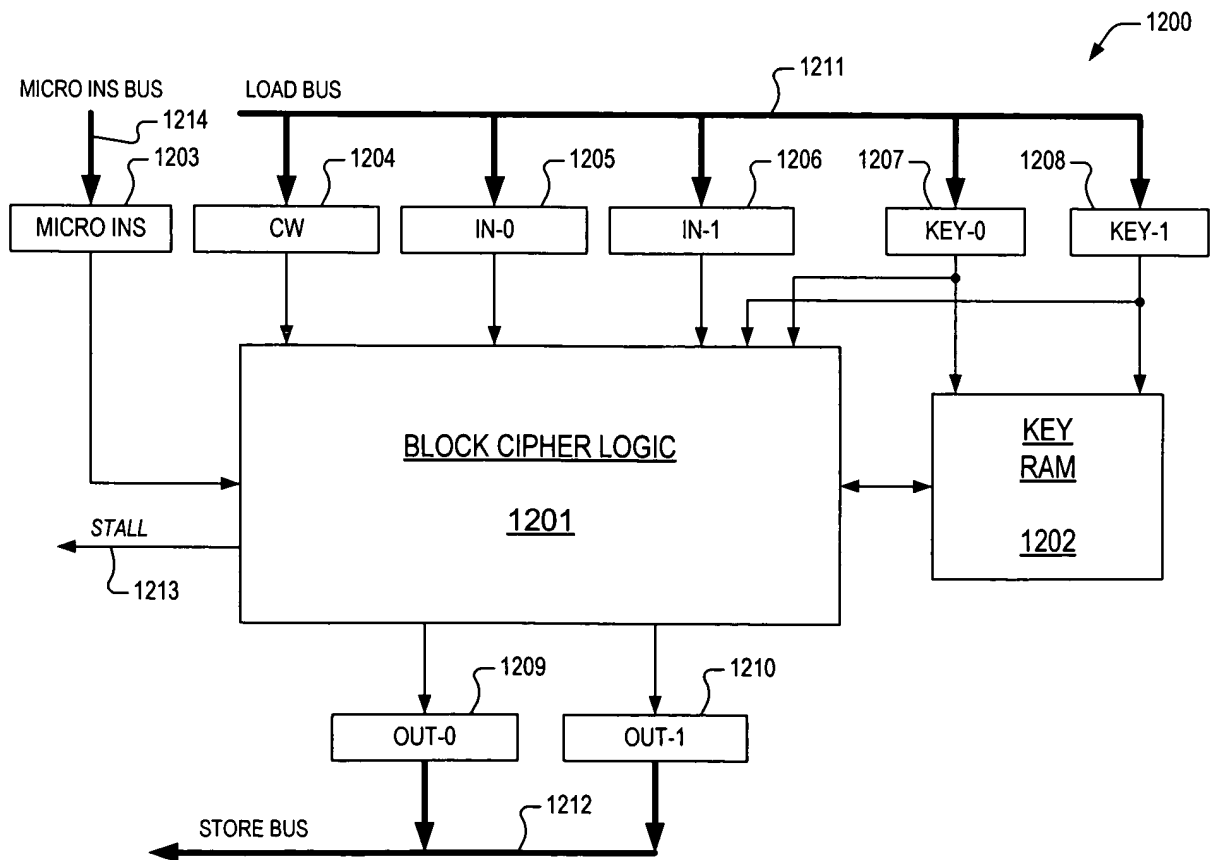 1200
MICRO INS BUS
LOAD BUS
1211
1214
1203
1204
1205
1206
1207
1208
MICRO INS
CW
IN-0
IN-1
KEY-0
KEY-1
BLOCK CIPHER LOGIC
1201
KEY
RAM
1202
STALL
1213
1209
1210
OUT-0
OUT-1
1212
STORE BUS